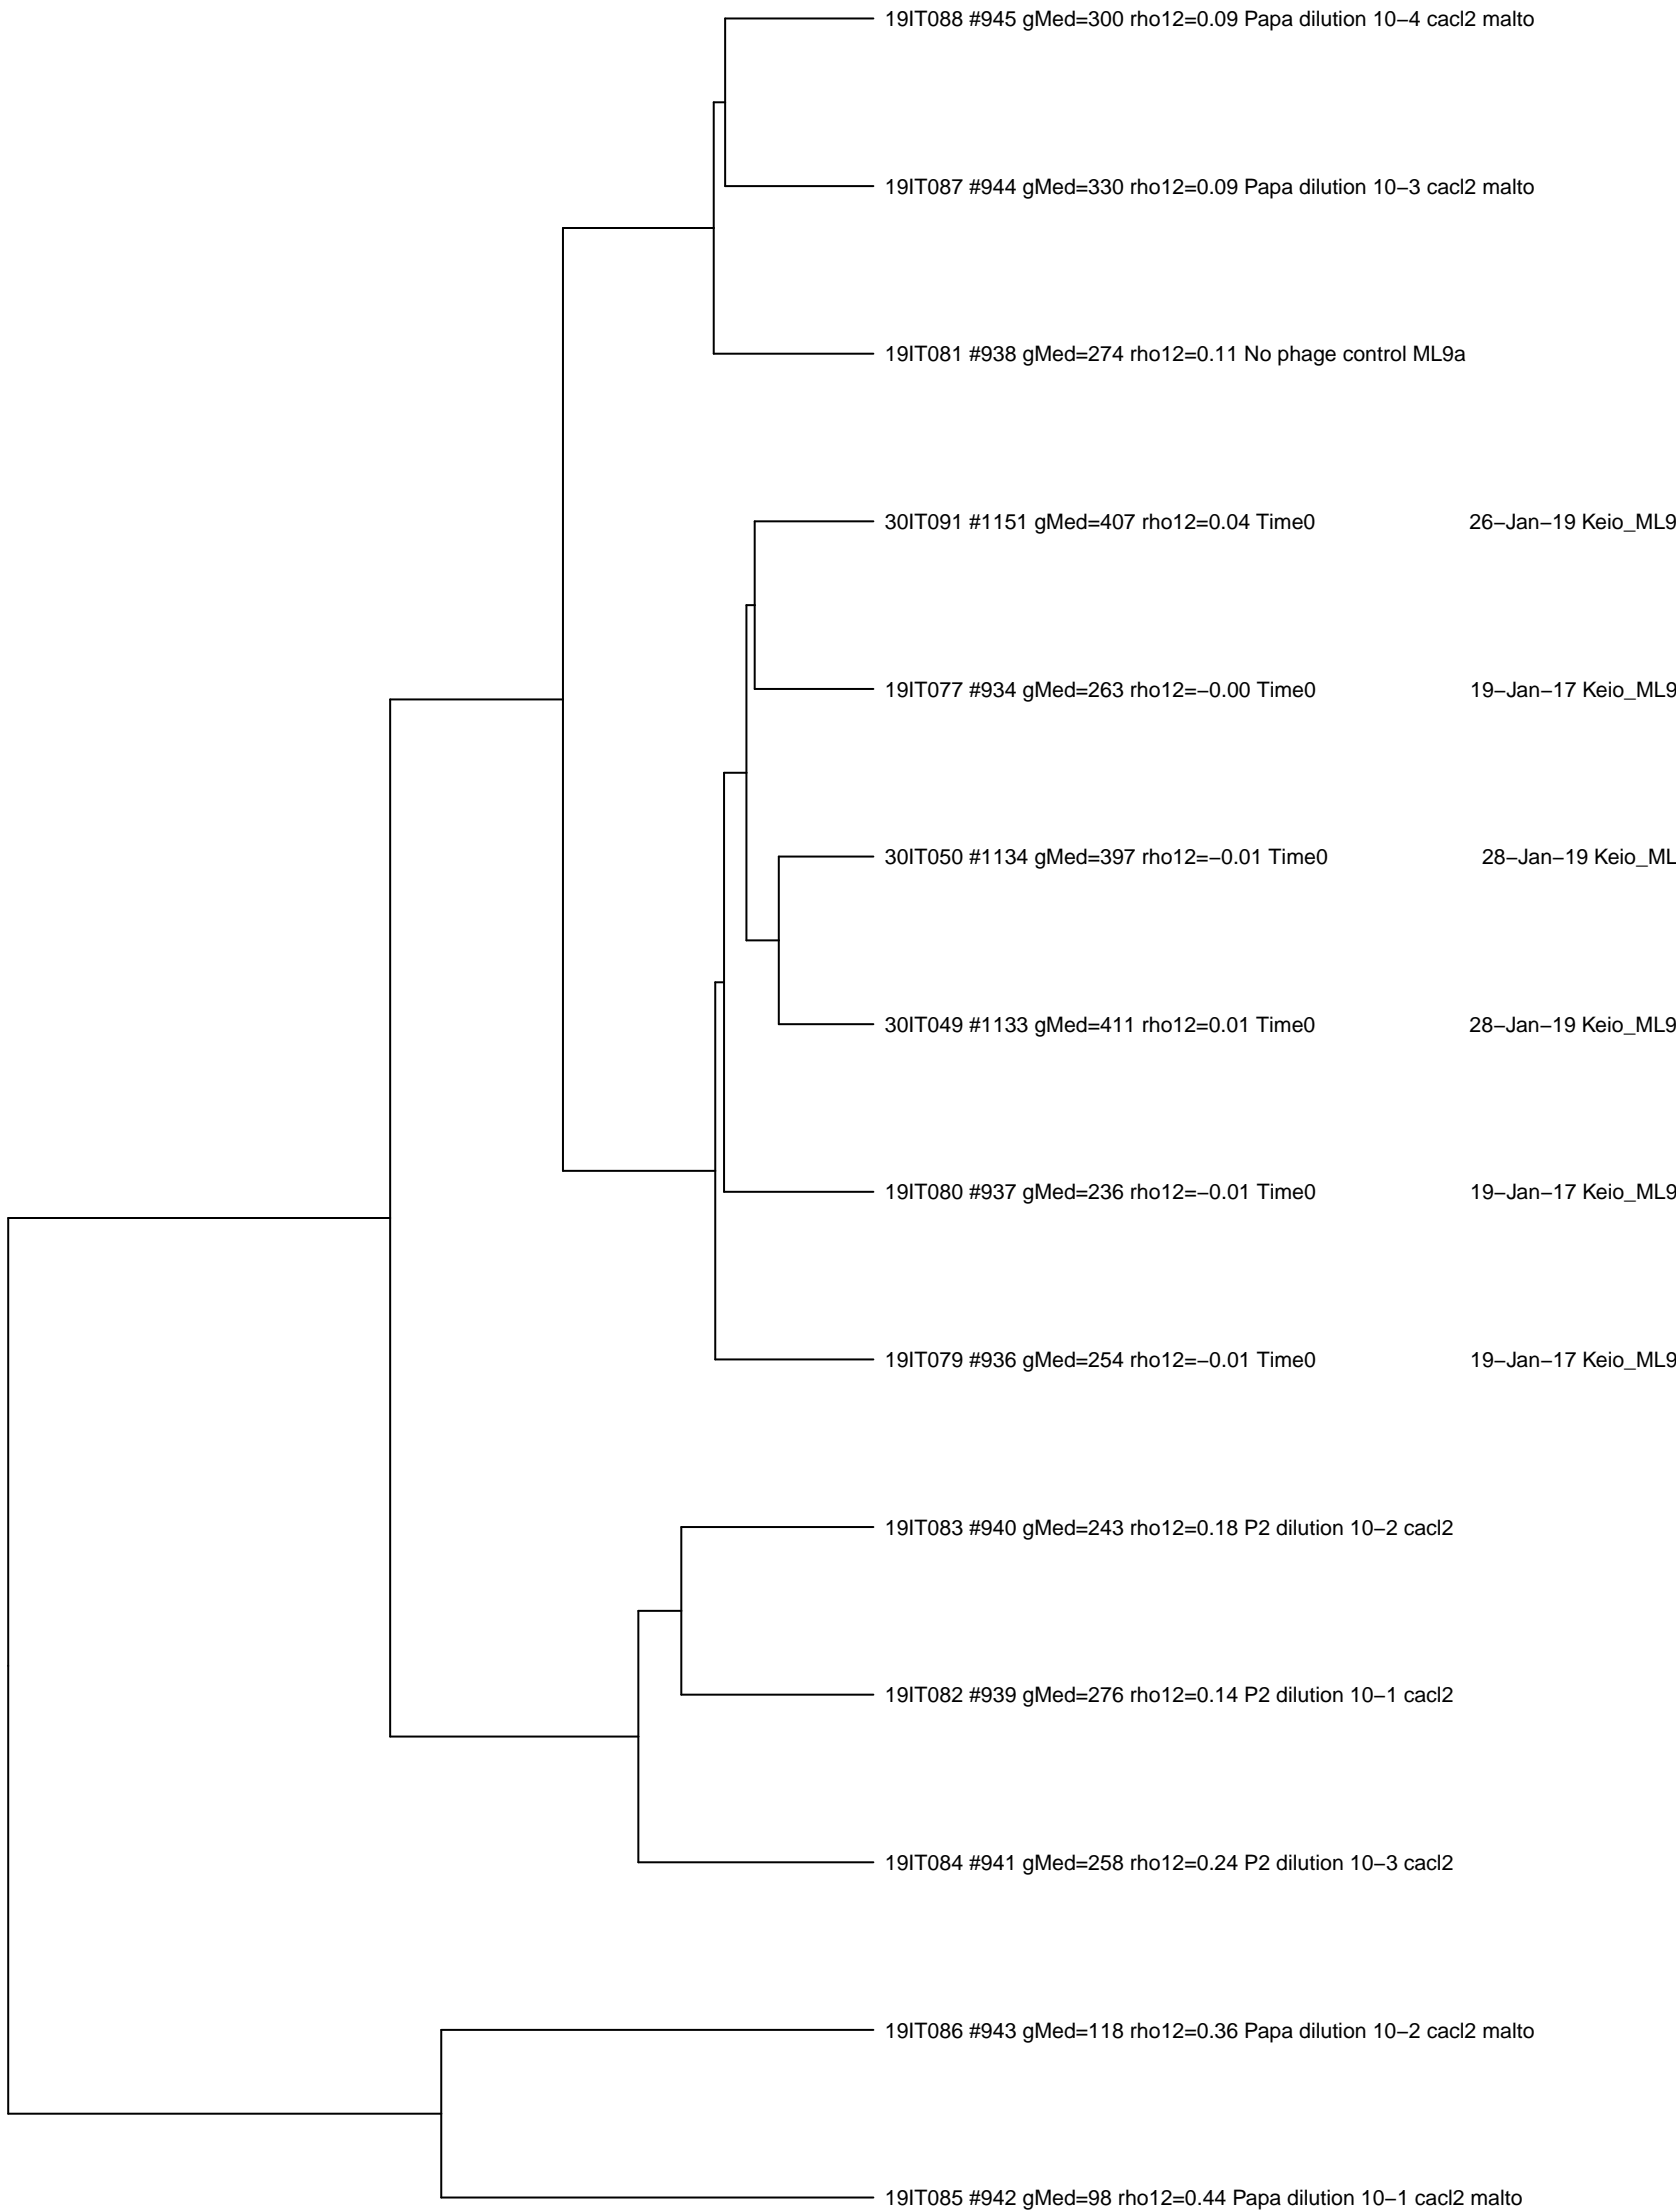 19IT088 #945 gMed=300 rho12=0.09 Papa dilution 10−4 cacl2 malto
19IT087 #944 gMed=330 rho12=0.09 Papa dilution 10−3 cacl2 malto
19IT081 #938 gMed=274 rho12=0.11 No phage control ML9a
30IT091 #1151 gMed=407 rho12=0.04 Time0 26−Jan−19 Keio_ML9
19IT077 #934 gMed=263 rho12=−0.00 Time0 19−Jan−17 Keio_ML9
30IT050 #1134 gMed=397 rho12=−0.01 Time0 28−Jan−19 Keio_ML
30IT049 #1133 gMed=411 rho12=0.01 Time0 28−Jan−19 Keio_ML9
19IT080 #937 gMed=236 rho12=−0.01 Time0 19−Jan−17 Keio_ML9
19IT079 #936 gMed=254 rho12=−0.01 Time0 19−Jan−17 Keio_ML9
19IT083 #940 gMed=243 rho12=0.18 P2 dilution 10−2 cacl2
19IT082 #939 gMed=276 rho12=0.14 P2 dilution 10−1 cacl2
19IT084 #941 gMed=258 rho12=0.24 P2 dilution 10−3 cacl2
19IT086 #943 gMed=118 rho12=0.36 Papa dilution 10−2 cacl2 malto
19IT085 #942 gMed=98 rho12=0.44 Papa dilution 10−1 cacl2 malto